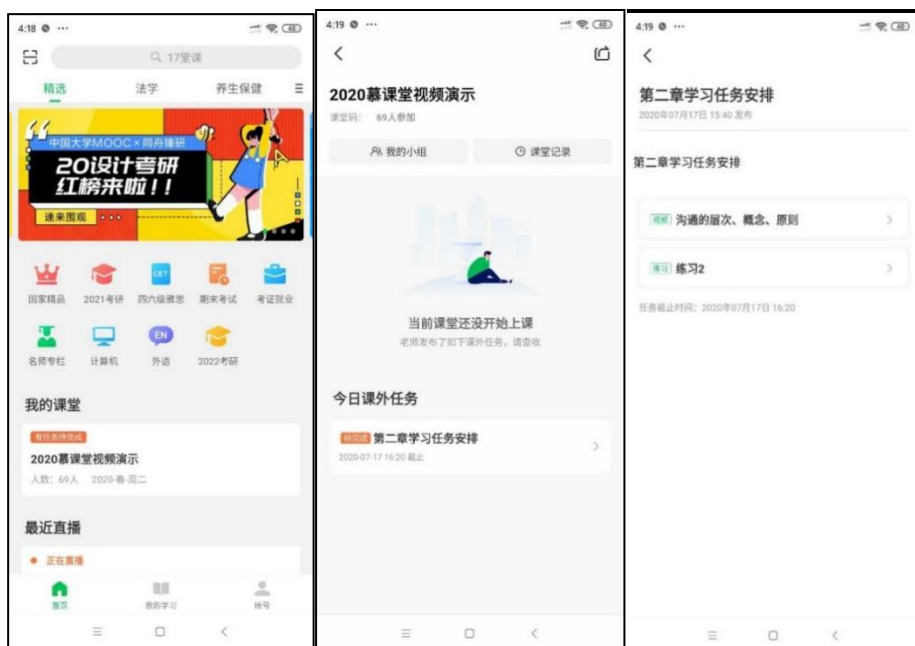 4:18
17堂课
精选 法学 养生保健
中国大学MOOC×同舟臻研
20设计考研
红榜来啦！！
速来围观
国家精品 2021考研 四六级雅思 期末考试 考证就业
CET
EN
名师专栏 计算机 外语 2022考研
我的课堂
有任务待完成
2020慕课堂视频演示
人数：69人 2020-春-周二
最近直播
正在直播
首页 我的学习 账号
4:19
2020慕课堂视频演示
课堂码： 69人参加
我的小组 课堂记录
当前课堂还没开始上课
老师发布了如下课外任务，请查收
今日课外任务
待完成 第二章学习任务安排
2020-07-17 16:20 截止
4:19
第二章学习任务安排
2020年07月17日 15:40 发布
第二章学习任务安排
视频 沟通的层次、概念、原则
练习 练习2
任务截止时间：2020年07月17日 16:20